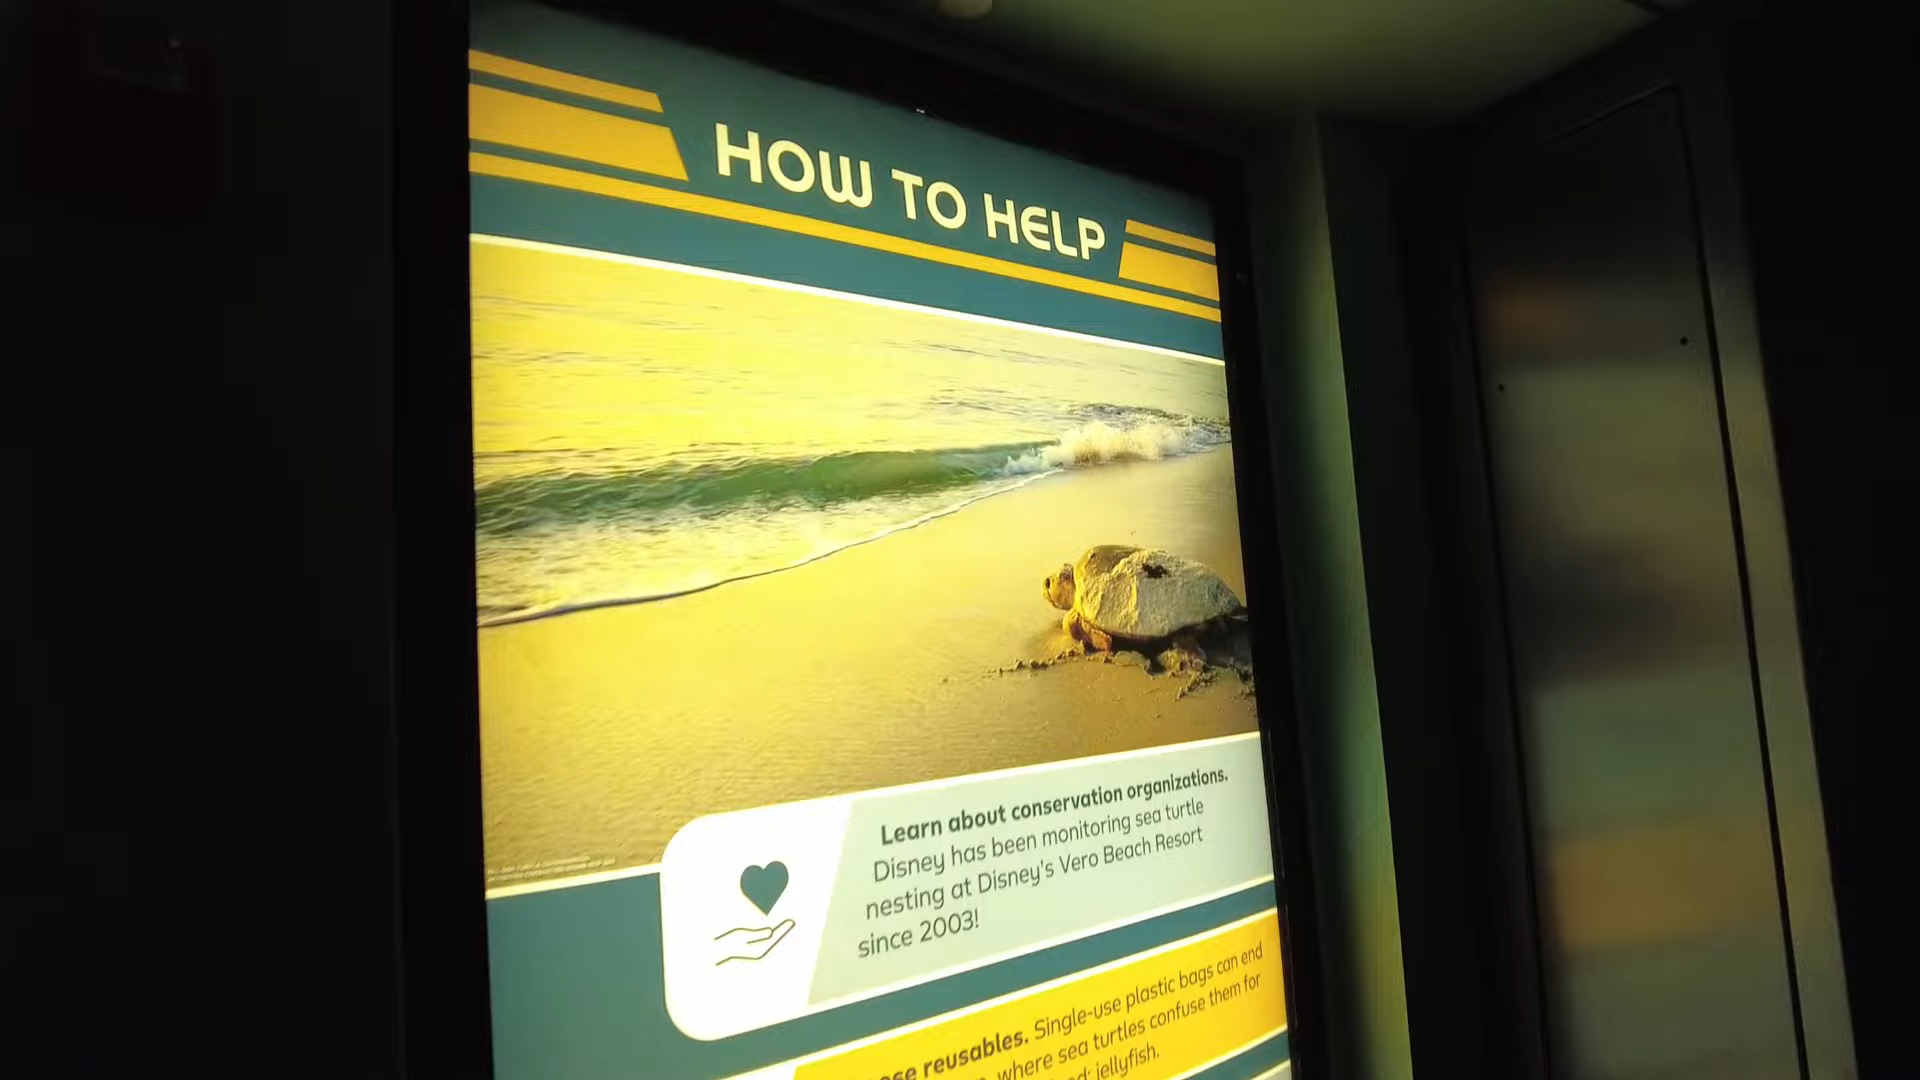 HOW TO HELP
Learn about conservation organizations.
Disney has been monitoring sea turtle
nesting at Disney's Vero Beach Resort
since 2003!
reusables. Single-use plastic bags can end
where sea turtles confuse them for
jellyfish.